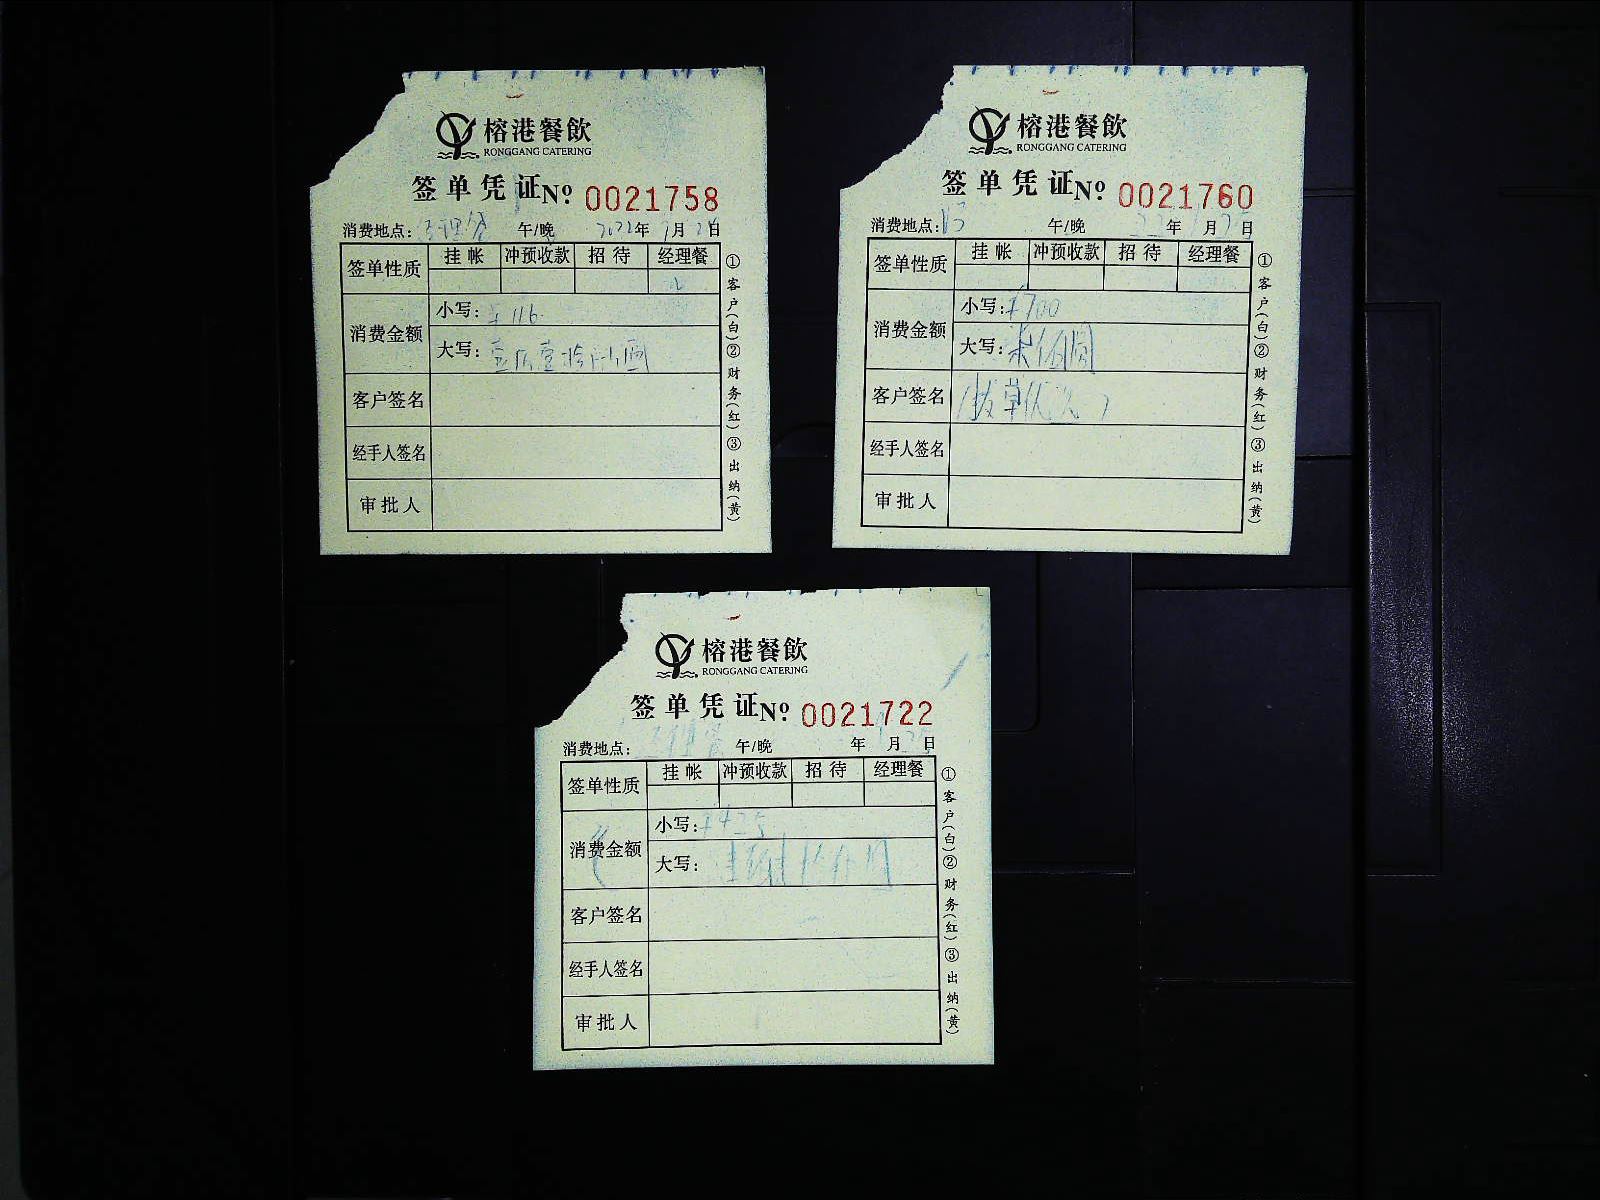 榕港餐飲
RONGGANG CATERING
签单凭证№ 0021758
消费地点: 午/晚 2022年 月 日
签单性质 挂帐 冲预收款 招待 经理餐
消费金额
小写: ¥116
大写:
客户签名
经手人签名
审批人
①客户(白)②财务(红)③出纳(黄)
榕港餐飲
RONGGANG CATERING
签单凭证№ 0021760
消费地点: 午/晚 年 月 日
签单性质 挂帐 冲预收款 招待 经理餐
消费金额
小写: ¥700
大写: 柒佰圆
客户签名
经手人签名
审批人
①客户(白)②财务(红)③出纳(黄)
榕港餐飲
RONGGANG CATERING
签单凭证№ 0021722
消费地点: 午/晚 年 月 日
签单性质 挂帐 冲预收款 招待 经理餐
消费金额
小写: ¥425
大写:
客户签名
经手人签名
审批人
①客户(白)②财务(红)③出纳(黄)